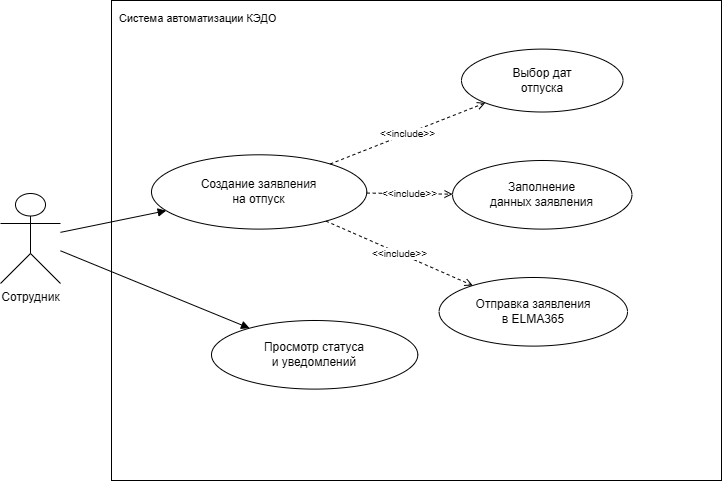 Система автоматизации КЭДО
Выбор дат
отпуска
<<include>>
Создание заявления
на отпуск
<<include>>
Заполнение
данных заявления
<<include>>
Сотрудник
Отправка заявления
в ELMA365
Просмотр статуса
и уведомлений